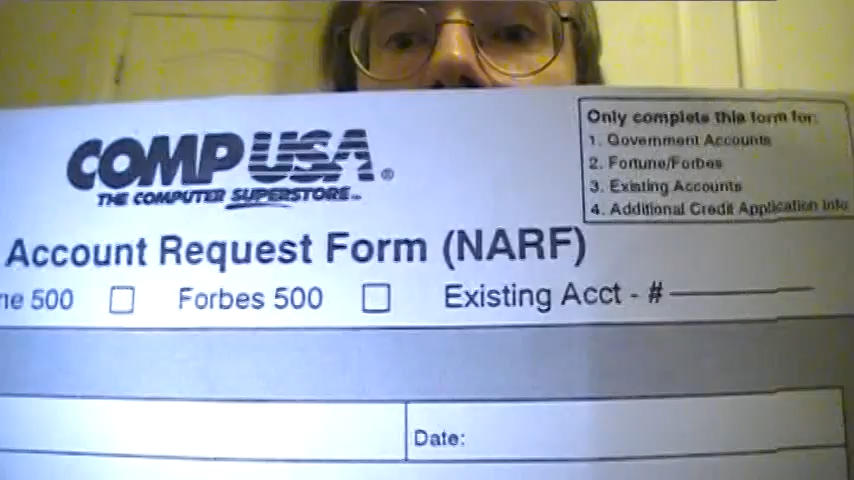 COMPUSA®
THE COMPUTER SUPERSTORE℠
Only complete this form for:
1. Government Accounts
2. Fortune/Forbes
3. Existing Accounts
4. Additional Credit Application Info
Account Request Form (NARF)
ne 500 Forbes 500 Existing Acct - #
Date: